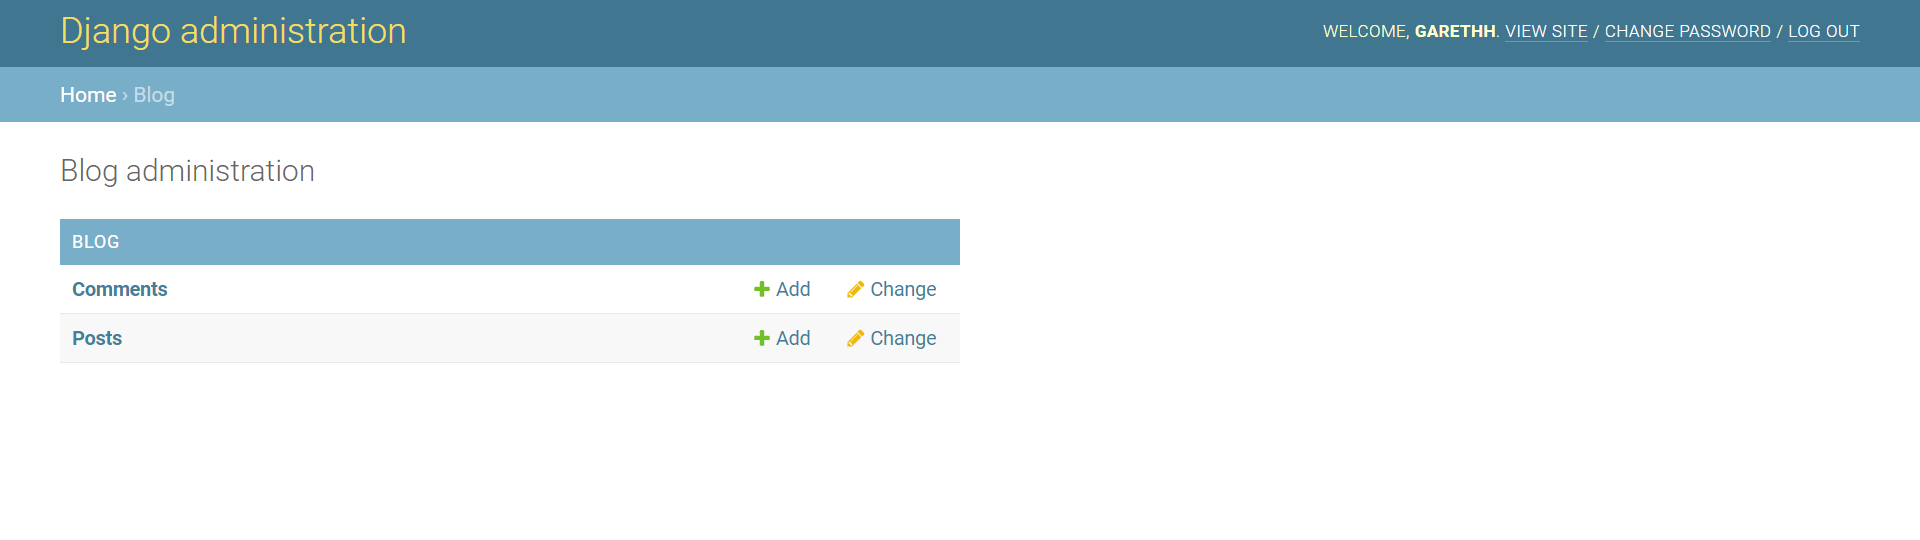 Django administration
WELCOME, GARETHH. VIEW SITE / CHANGE PASSWORD / LOG OUT
Home › Blog
Blog administration
BLOG
Comments Add Change
Posts Add Change